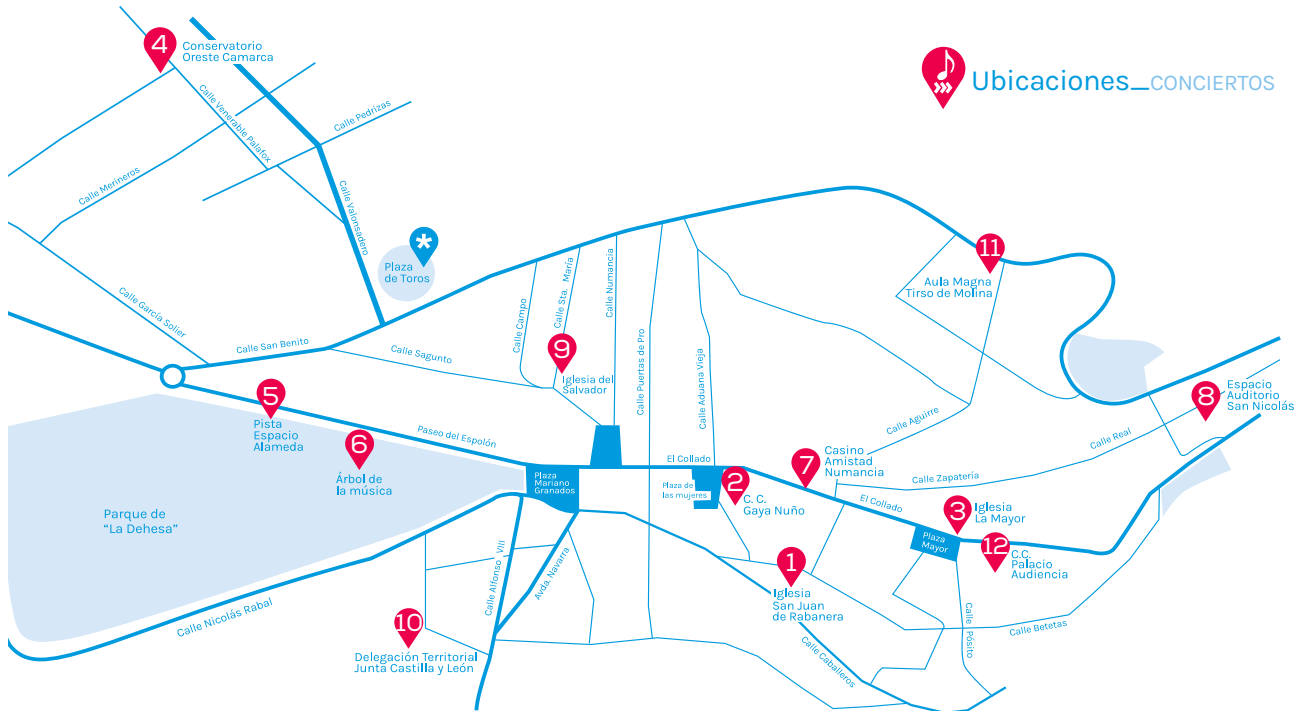 Ubicaciones_CONCIERTOS
4
Conservatorio
Oreste Camarca
Calle Venerable Palafox
Calle Pedrizas
Calle Merineros
Calle Valonsadero
*
Plaza
de Toros
Calle García Solier
Calle San Benito
Calle Sagunto
Calle Campo
Calle Sta. María
Calle Numancia
Calle Puertas de Pro
Calle Aduana Vieja
9
Iglesia del
Salvador
11
Aula Magna
Tirso de Molina
8
Espacio
Auditorio
San Nicolás
Calle Aguirre
Calle Real
Calle Zapatería
5
Pista
Espacio
Alameda
6
Árbol de
la música
Paseo del Espolón
Parque de
“La Dehesa”
Plaza
Mariano
Granados
El Collado
Plaza de
las mujeres
2
C. C.
Gaya Nuño
7
Casino
Amistad
Numancia
El Collado
3
Iglesia
La Mayor
Plaza
Mayor
12
C.C.
Palacio
Audiencia
1
Iglesia
San Juan
de Rabanera
Calle Nicolás Rabal
Calle Alfonso VIII
Avda. Navarra
10
Delegación Territorial
Junta Castilla y León
Calle Caballeros
Calle Pósito
Calle Betetas